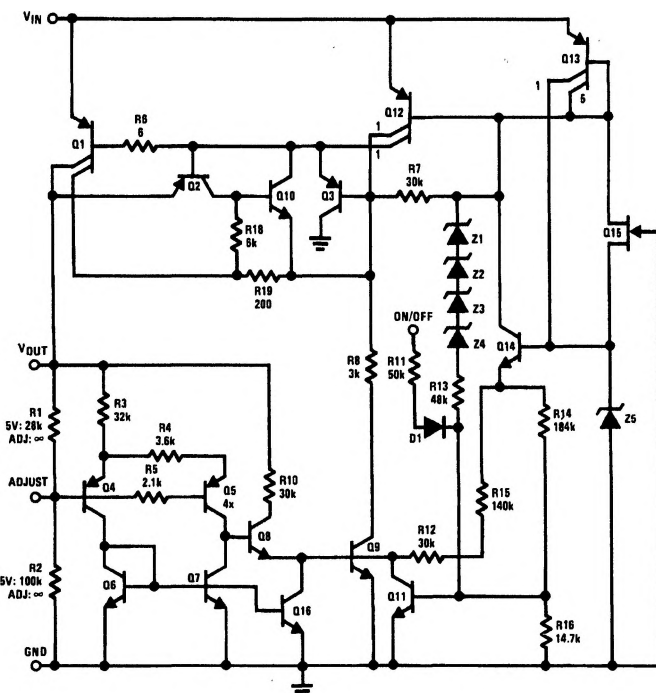 VIN
Q13
1
5
Q12
R6
6
Q1
1
1
Q2
Q10
Q3
R7
30k
Q15
R18
6k
Z1
Z2
Z3
Z4
R19
200
ON/OFF
Q14
VOUT
R11
50k
R8
3k
R13
48k
R14
184k
Z5
R1
5V: 28k
ADJ: ∞
R3
32k
R4
3.6k
D1
ADJUST
R5
2.1k
Q4
Q5
4x
R10
30k
R15
140k
Q8
R12
30k
Q9
R2
5V: 100k
ADJ: ∞
Q6
Q7
Q16
Q11
R16
14.7k
GND